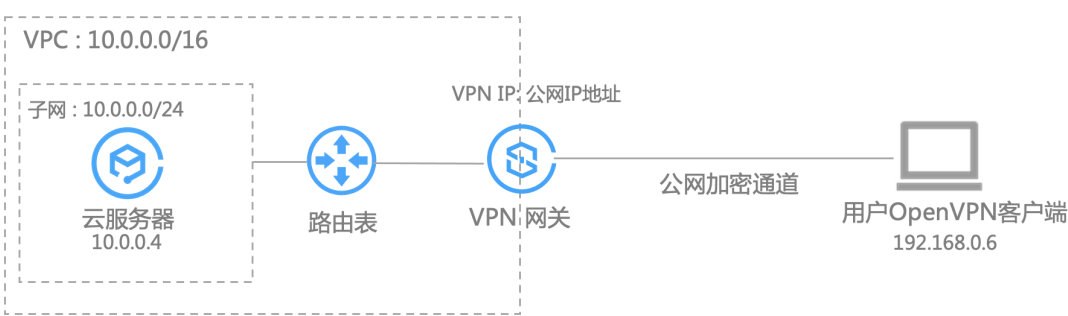 VPC : 10.0.0.0/16
子网 : 10.0.0.0/24
云服务器
10.0.0.4
路由表
VPN IP: 公网IP地址
VPN 网关
公网加密通道
用户OpenVPN客户端
192.168.0.6